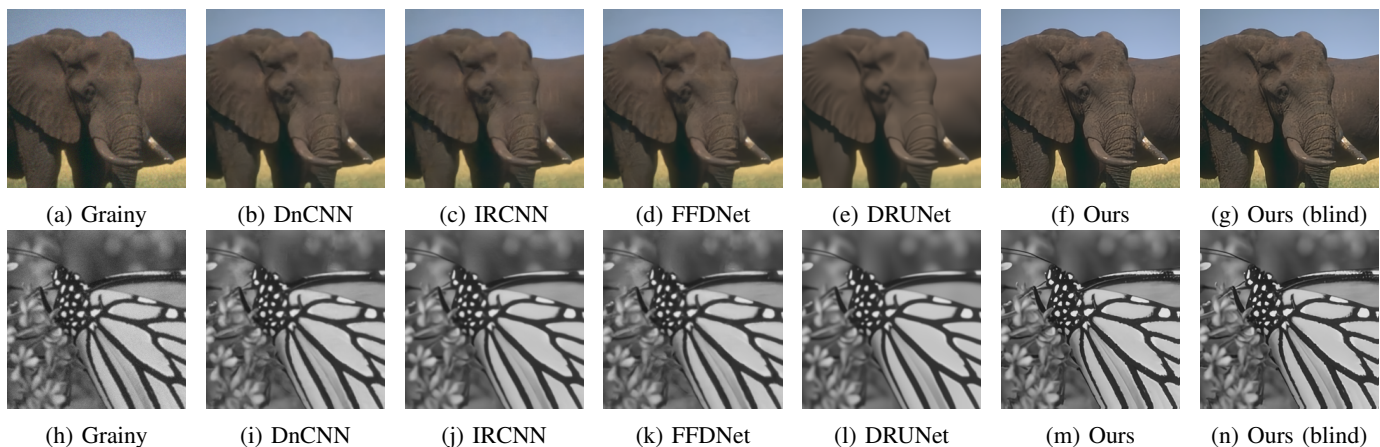 (a) Grainy (b) DnCNN (c) IRCNN (d) FFDNet (e) DRUNet (f) Ours (g) Ours (blind)
(h) Grainy (i) DnCNN (j) IRCNN (k) FFDNet (l) DRUNet (m) Ours (n) Ours (blind)